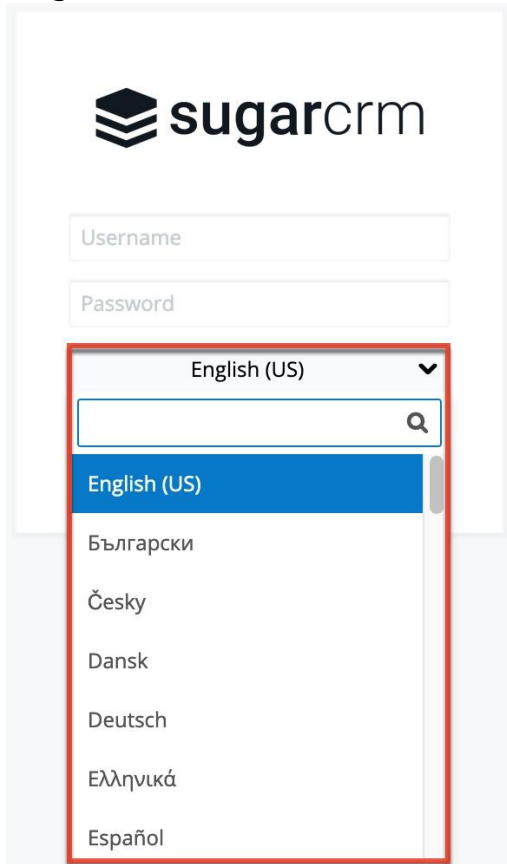 sugarcrm
Username
Password
English (US)
English (US)
Български
Česky
Dansk
Deutsch
Ελληνικά
Español